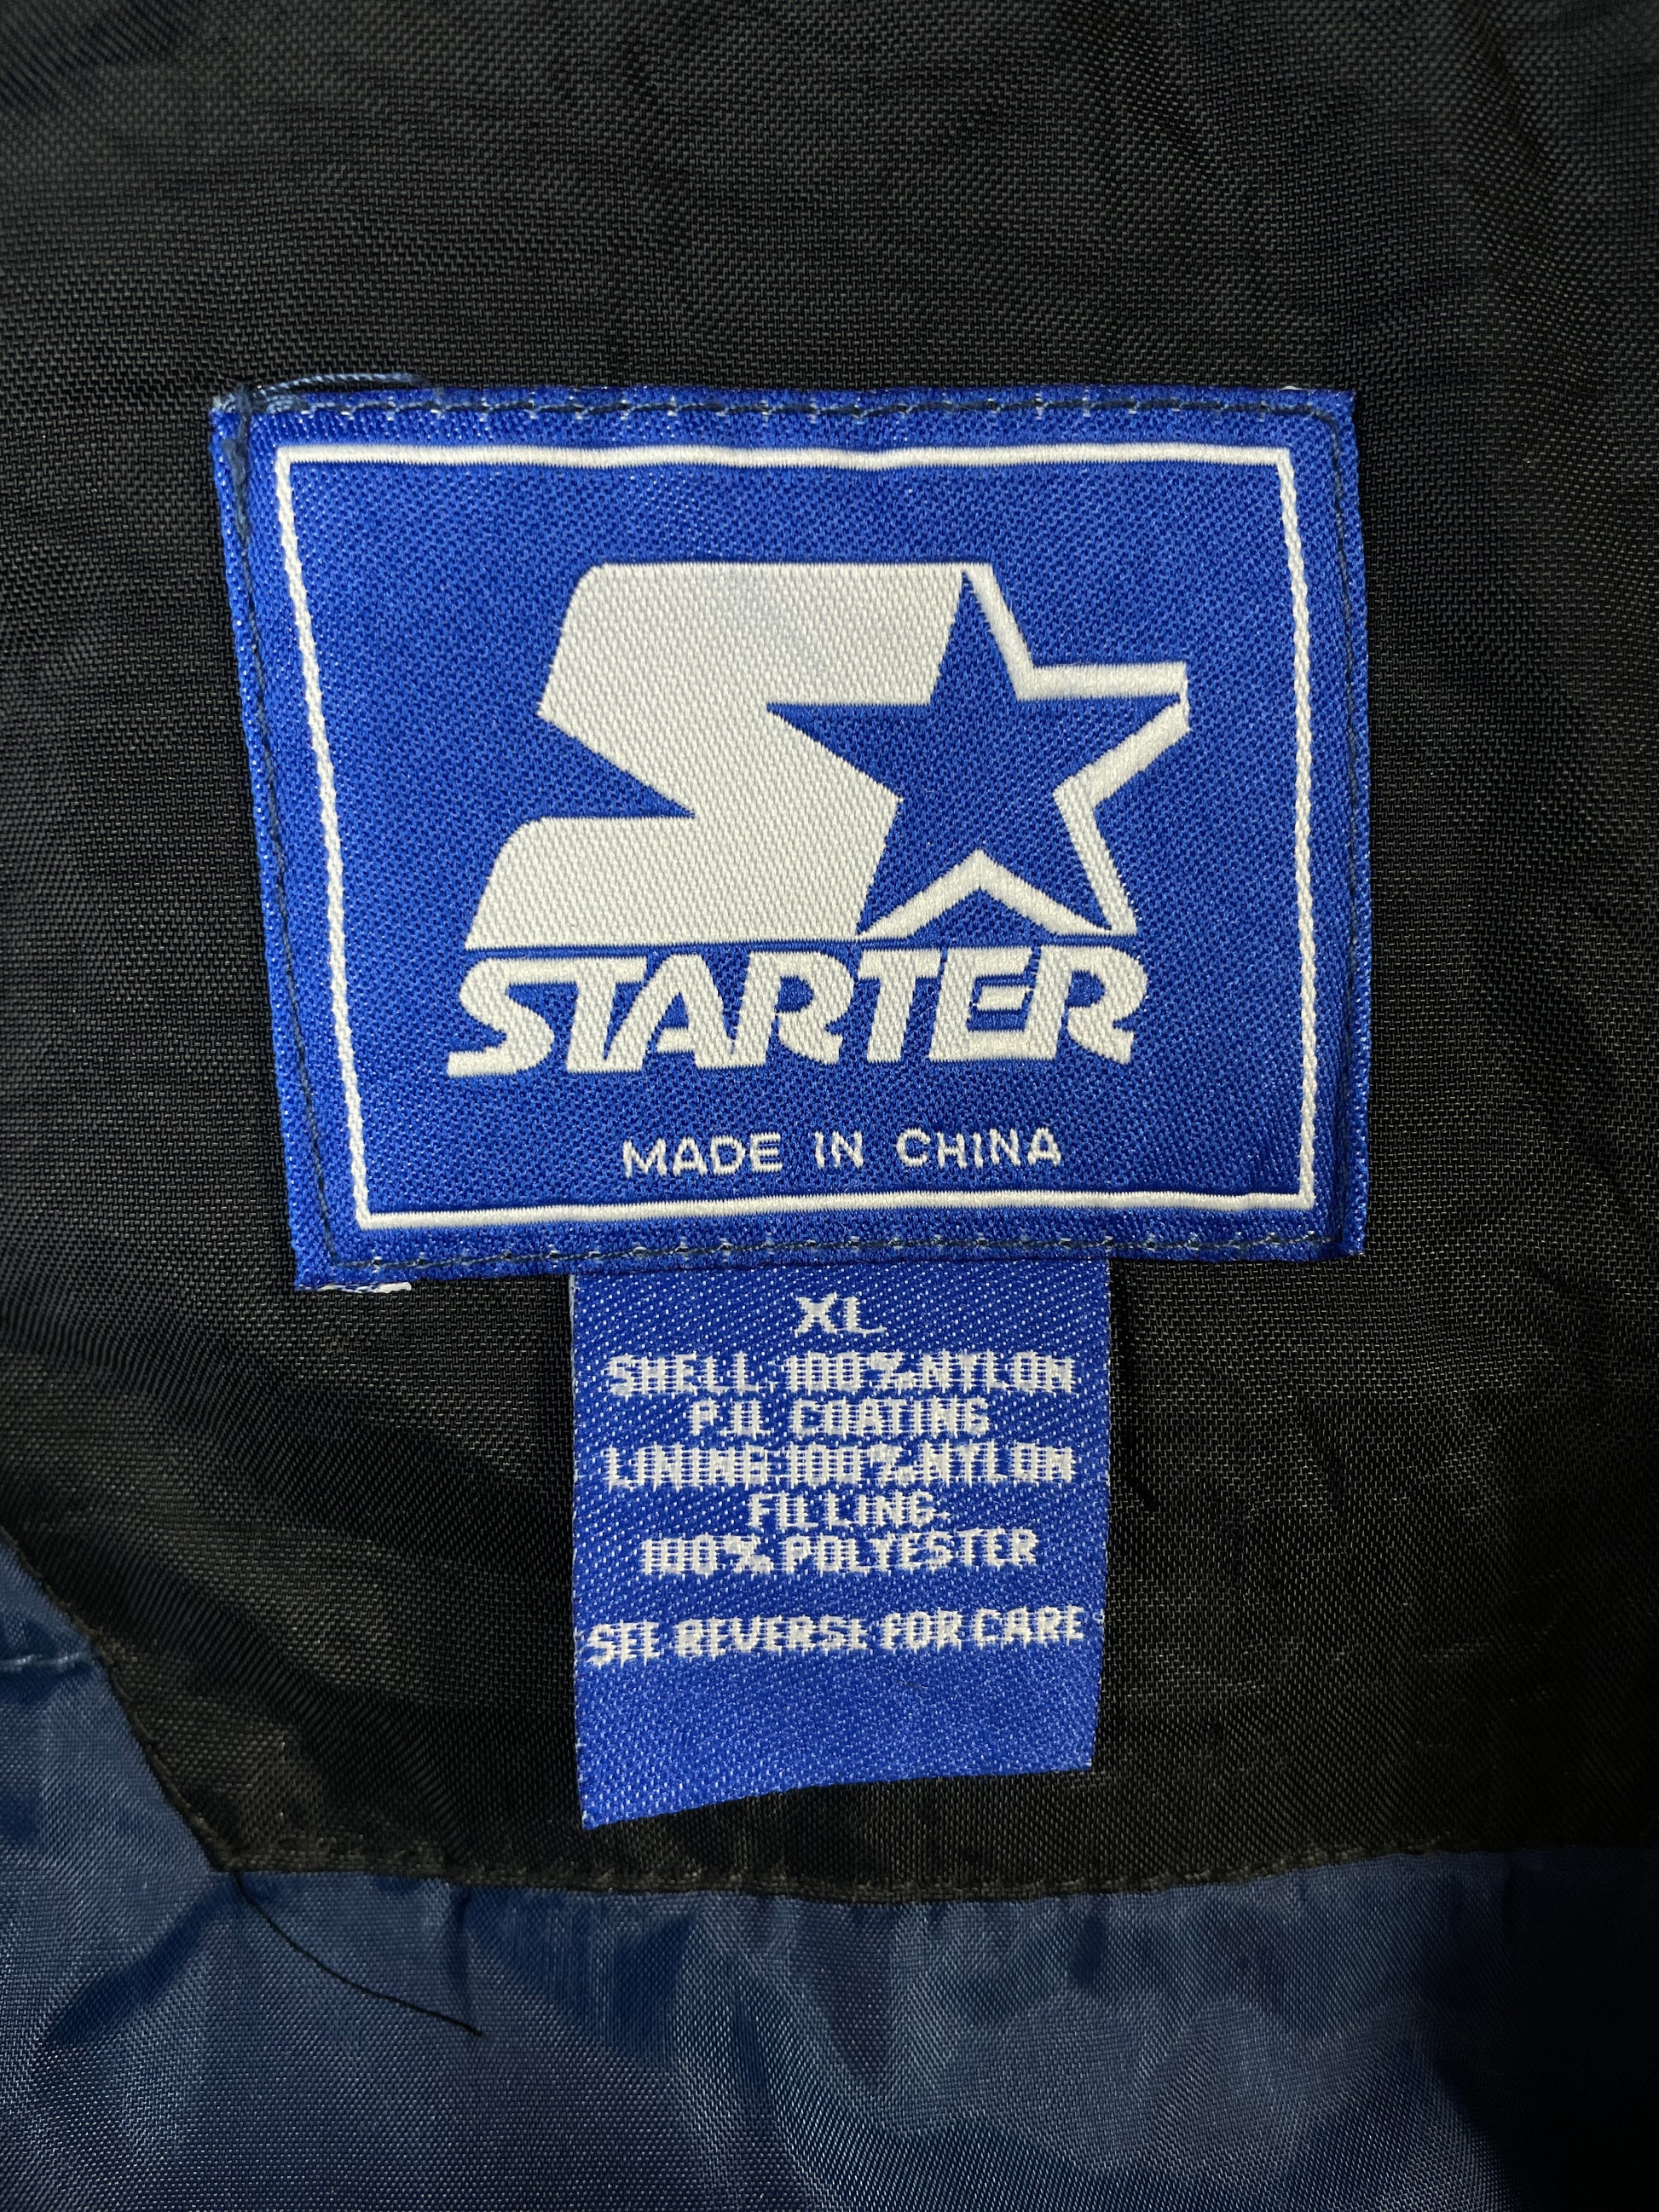 STARTER
MADE IN CHINA
XL
SHELL: 100% NYLON
P.U. COATING
LINING: 100% NYLON
FILLING:
100% POLYESTER
SEE REVERSE FOR CARE